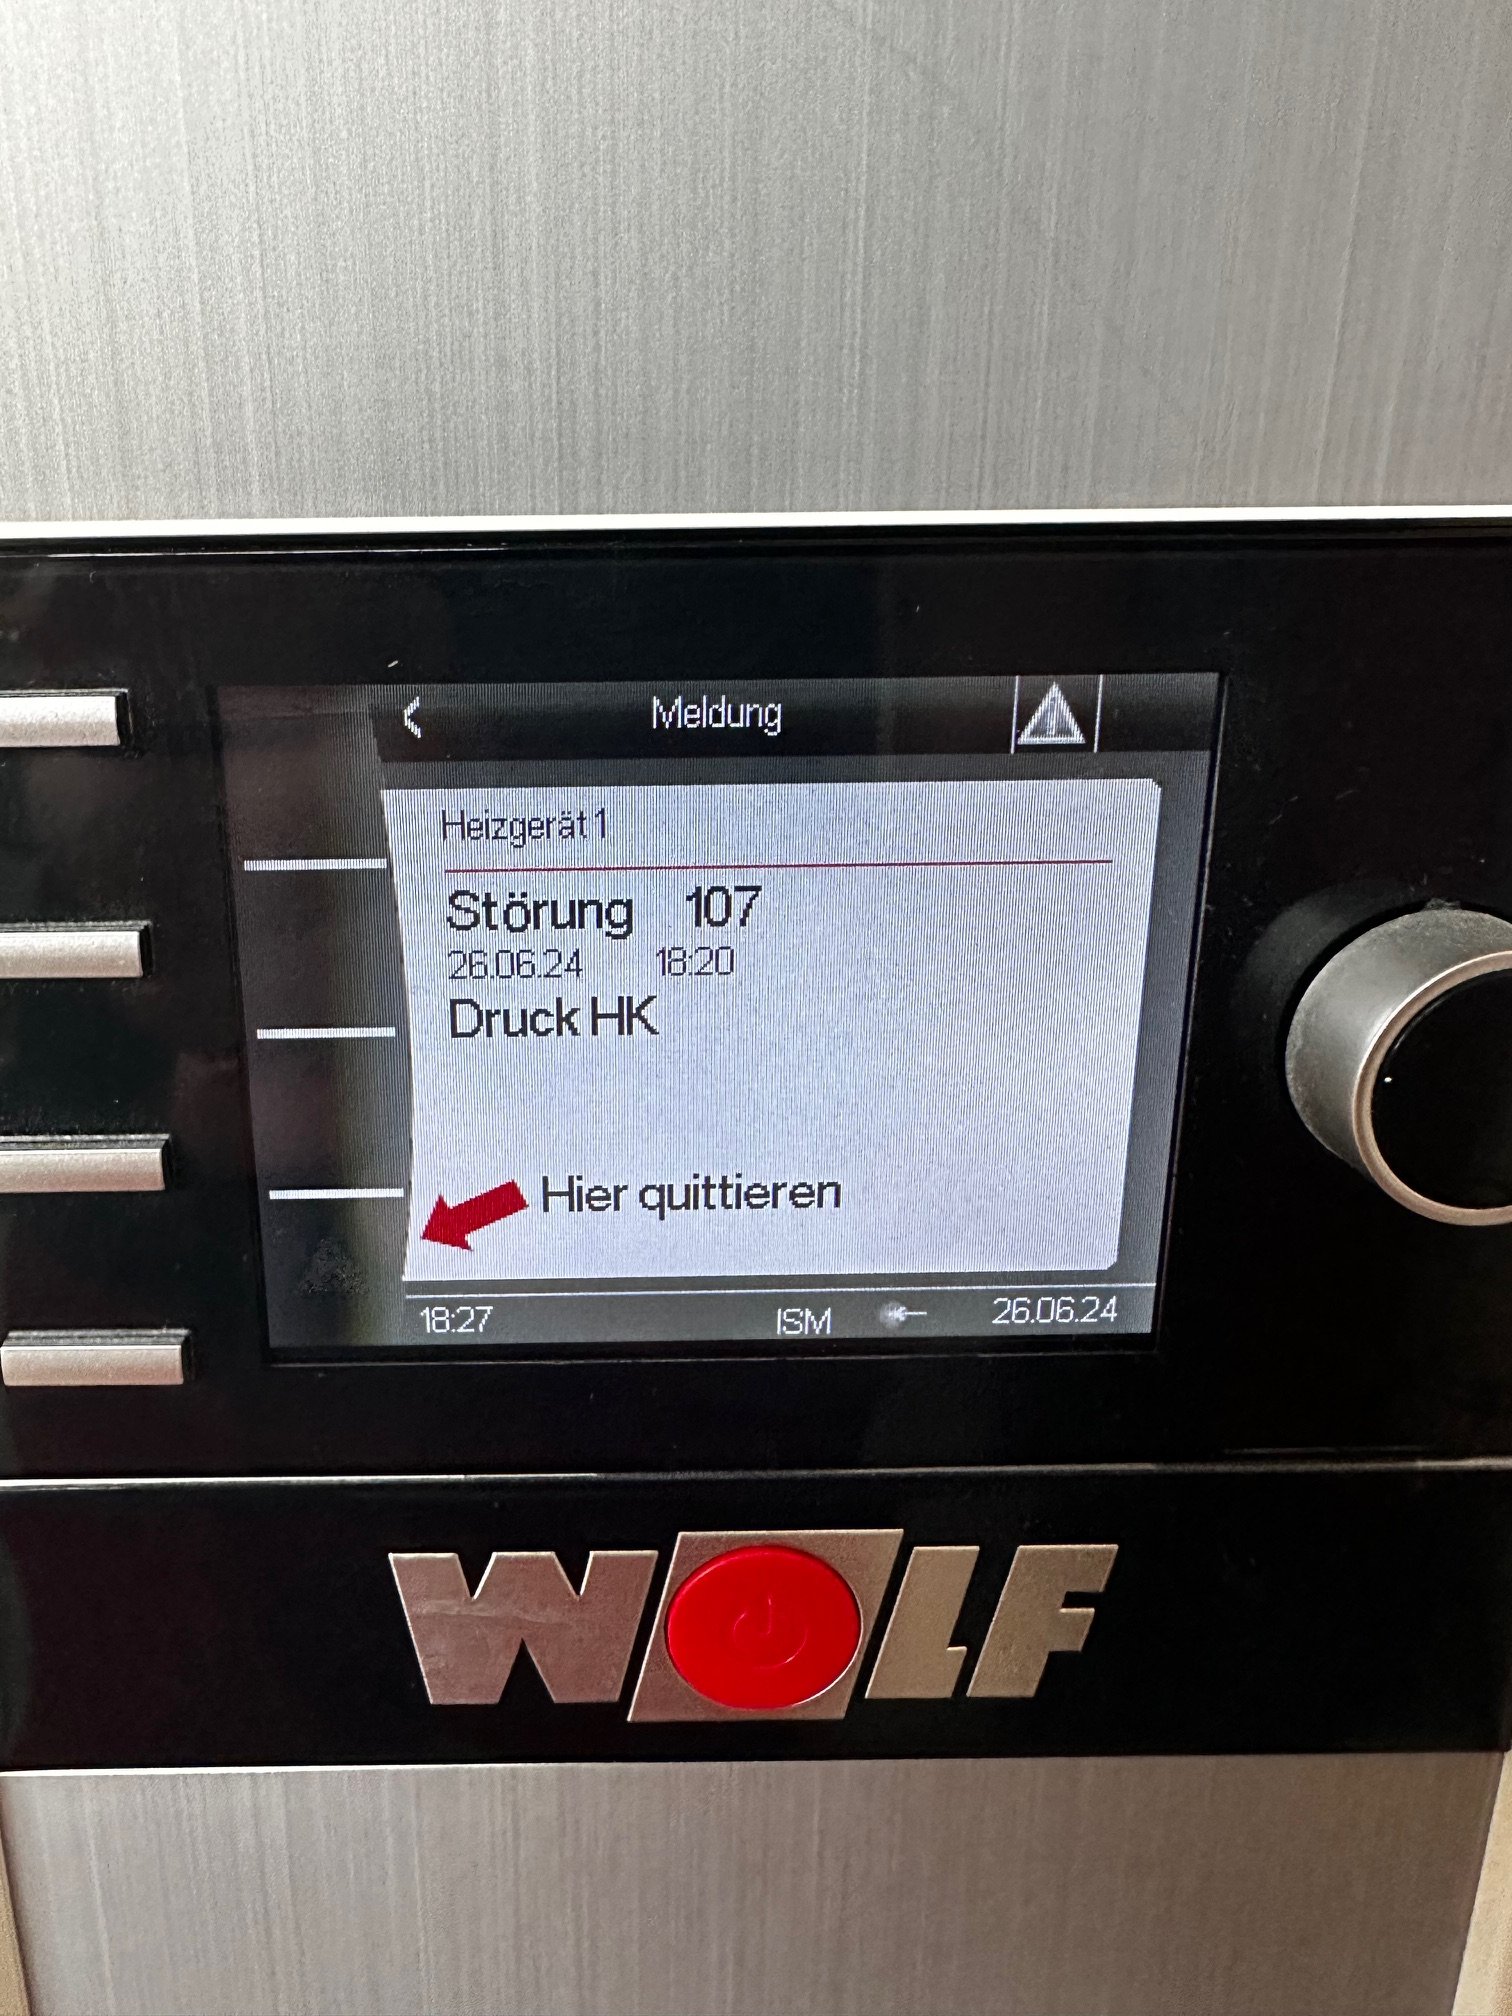 Meldung
Heizgerät 1
Störung 107
26.06.24 18:20
Druck HK
Hier quittieren
18:27 ISM 26.06.24
WOLF